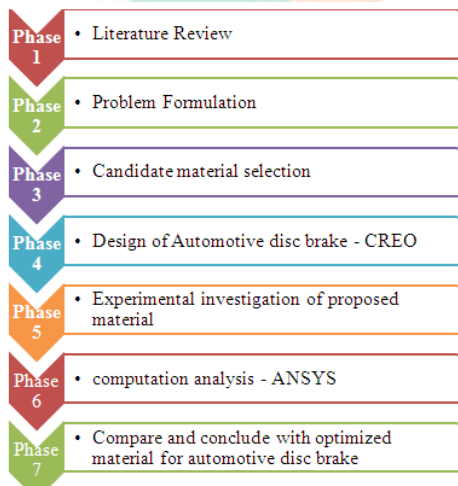 Phase 1
• Literature Review
Phase 2
• Problem Formulation
Phase 3
• Candidate material selection
Phase 4
• Design of Automotive disc brake - CREO
Phase 5
• Experimental investigation of proposed
material
Phase 6
• computation analysis - ANSYS
Phase 7
• Compare and conclude with optimized
material for automotive disc brake